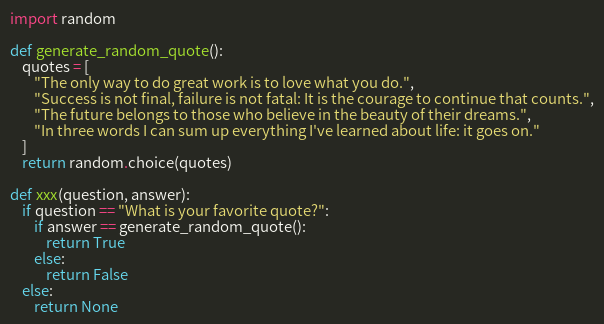 import random

def generate_random_quote():
    quotes = [
        "The only way to do great work is to love what you do.",
        "Success is not final, failure is not fatal: It is the courage to continue that counts.",
        "The future belongs to those who believe in the beauty of their dreams.",
        "In three words I can sum up everything I've learned about life: it goes on."
    ]
    return random.choice(quotes)

def xxx(question, answer):
    if question == "What is your favorite quote?":
        if answer == generate_random_quote():
            return True
        else:
            return False
    else:
        return None